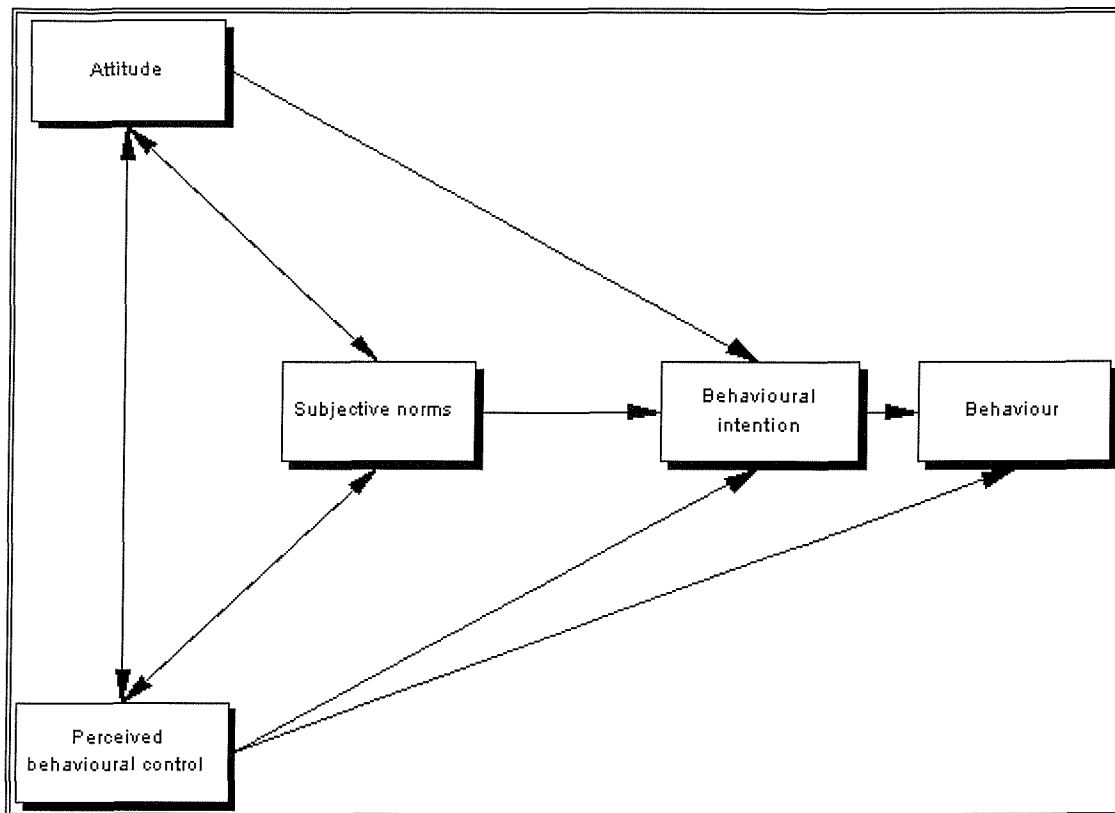 Attitude
Subjective norms
Behavioural
intention
Behaviour
Perceived
behavioural control